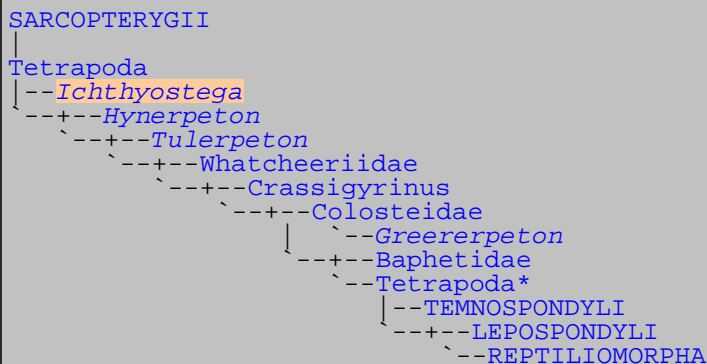 SARCOPTERYGII
|
Tetrapoda
|--Ichthyostega
`--+--Hynerpeton
`--+--Tulerpeton
`--+--Whatcheeriidae
`--+--Crassigyrinus
`--+--Colosteidae
| `--Greererpeton
`--+--Baphetidae
`--Tetrapoda*
|--TEMNOSPONDYLI
`--+--LEPOSPONDYLI
`--REPTILIOMORPHA